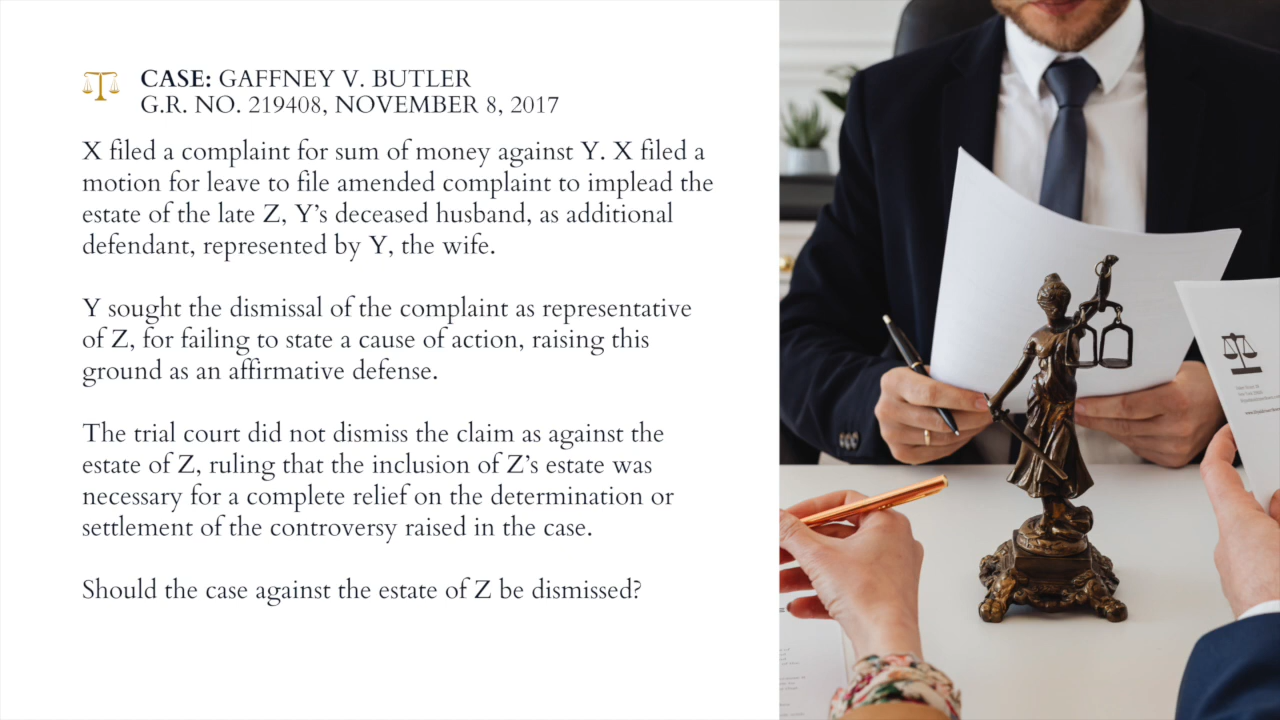 CASE: GAFFNEY V. BUTLER
G.R. NO. 219408, NOVEMBER 8, 2017
X filed a complaint for sum of money against Y. X filed a
motion for leave to file amended complaint to implead the
estate of the late Z, Y's deceased husband, as additional
defendant, represented by Y, the wife.
Y sought the dismissal of the complaint as representative
of Z, for failing to state a cause of action, raising this
ground as an affirmative defense.
The trial court did not dismiss the claim as against the
estate of Z, ruling that the inclusion of Z's estate was
necessary for a complete relief on the determination or
settlement of the controversy raised in the case.
Should the case against the estate of Z be dismissed?